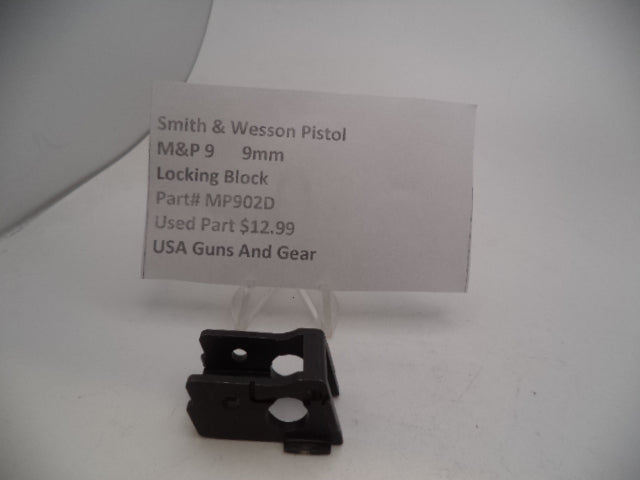 Smith & Wesson Pistol
M&P 9 9mm
Locking Block
Part# MP902D
Used Part $12.99
USA Guns And Gear